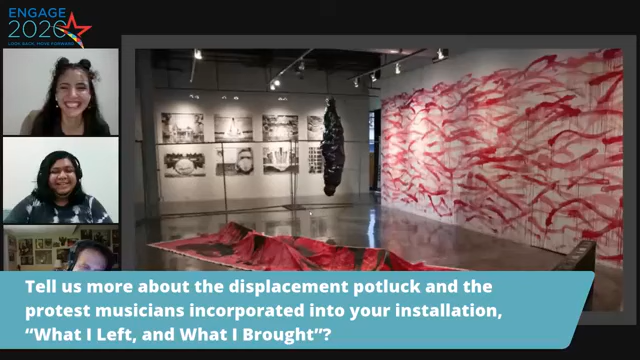 ENGAGE
2020
LOOK BACK, MOVE FORWARD
Tell us more about the displacement potluck and the
protest musicians incorporated into your installation,
“What I Left, and What I Brought”?